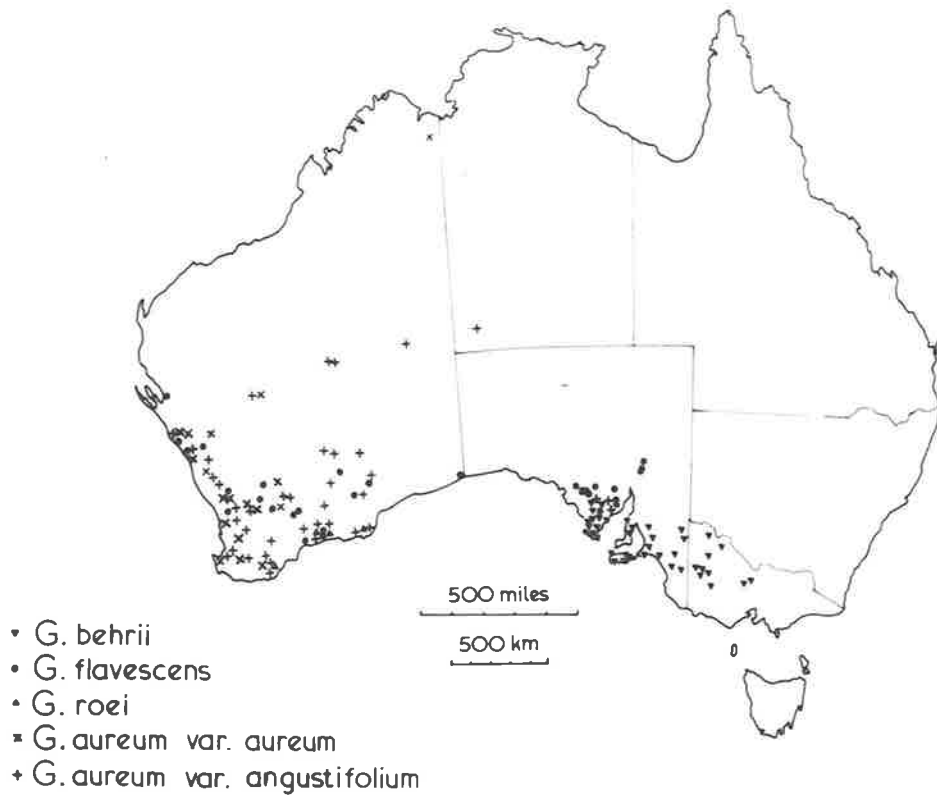 500 miles
500 km
G. behrii
G. flavescens
G. roei
G. aureum var. aureum
G. aureum var. angustifolium